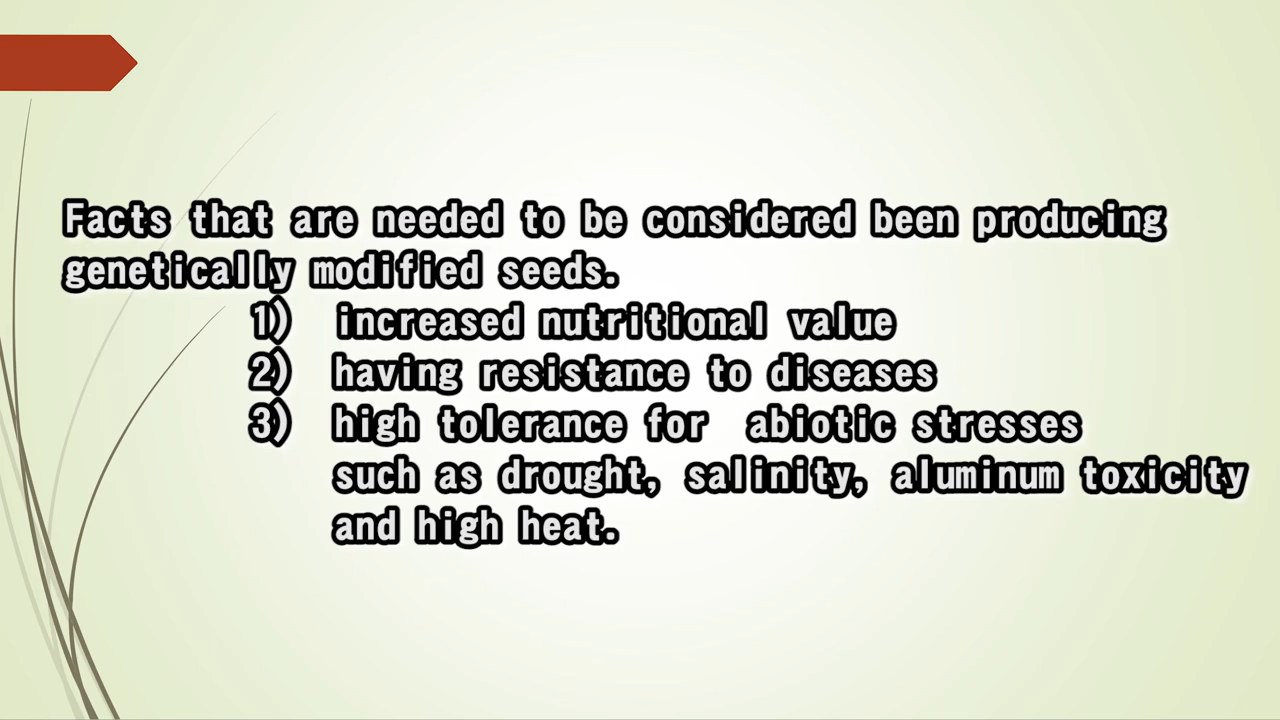 Facts that are needed to be considered been producing
genetically modified seeds.
1) increased nutritional value
2) having resistance to diseases
3) high tolerance for abiotic stresses
such as drought, salinity, aluminum toxicity
and high heat.